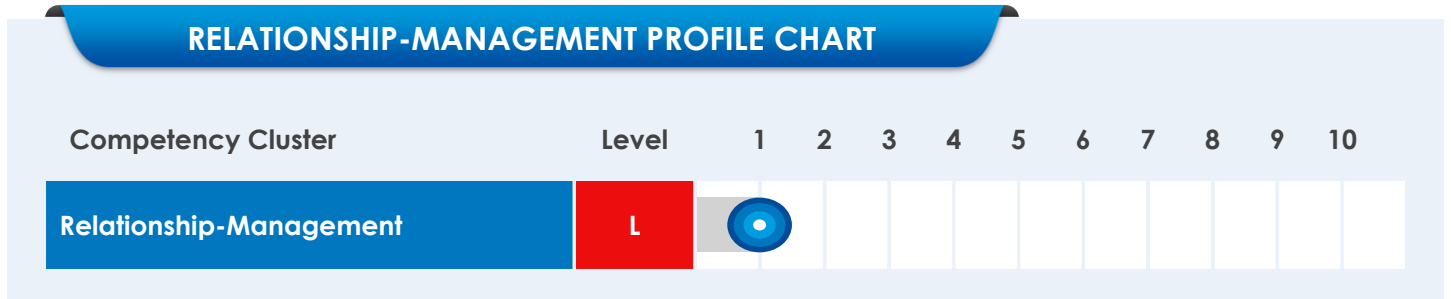 RELATIONSHIP-MANAGEMENT PROFILE CHART
Competency Cluster Level 1 2 3 4 5 6 7 8 9 10
Relationship-Management L